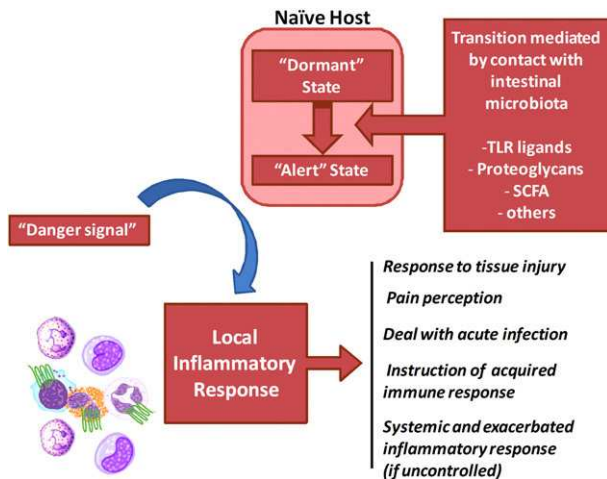 Naïve Host
“Dormant”
State
“Alert” State
Transition mediated
by contact with
intestinal
microbiota
-TLR ligands
- Proteoglycans
- SCFA
- others
“Danger signal”
Local
Inflammatory
Response
Response to tissue injury
Pain perception
Deal with acute infection
Instruction of acquired
immune response
Systemic and exacerbated
inflammatory response
(if uncontrolled)